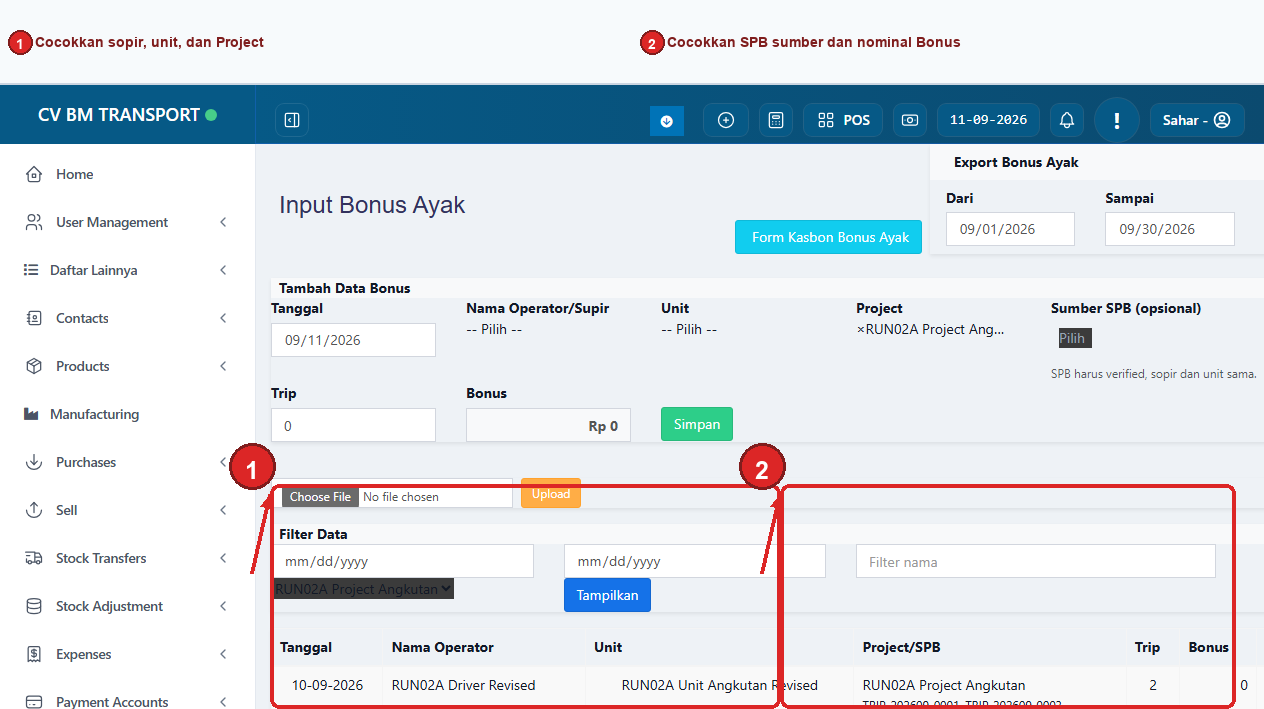 1 Cocokkan sopir, unit, dan Project
2 Cocokkan SPB sumber dan nominal Bonus
CV BM TRANSPORT
POS
11-09-2026
Sahar -
Home
User Management
Daftar Lainnya
Contacts
Products
Manufacturing
Purchases
Sell
Stock Transfers
Stock Adjustment
Expenses
Payment Accounts
Input Bonus Ayak
Form Kasbon Bonus Ayak
Export Bonus Ayak
Dari Sampai
09/01/2026 09/30/2026
Tambah Data Bonus
Tanggal Nama Operator/Supir Unit Project Sumber SPB (opsional)
09/11/2026 -- Pilih -- -- Pilih -- ×RUN02A Project Ang... Pilih
SPB harus verified, sopir dan unit sama.
Trip Bonus
0 Rp 0 Simpan
1 2
Choose File No file chosen Upload
Filter Data
mm/dd/yyyy mm/dd/yyyy Filter nama
RUN02A Project Angkutan Tampilkan
Tanggal Nama Operator Unit Project/SPB Trip Bonus
10-09-2026 RUN02A Driver Revised RUN02A Unit Angkutan Revised RUN02A Project Angkutan 2 0
TRIP-202609-0001, TRIP-202609-0002